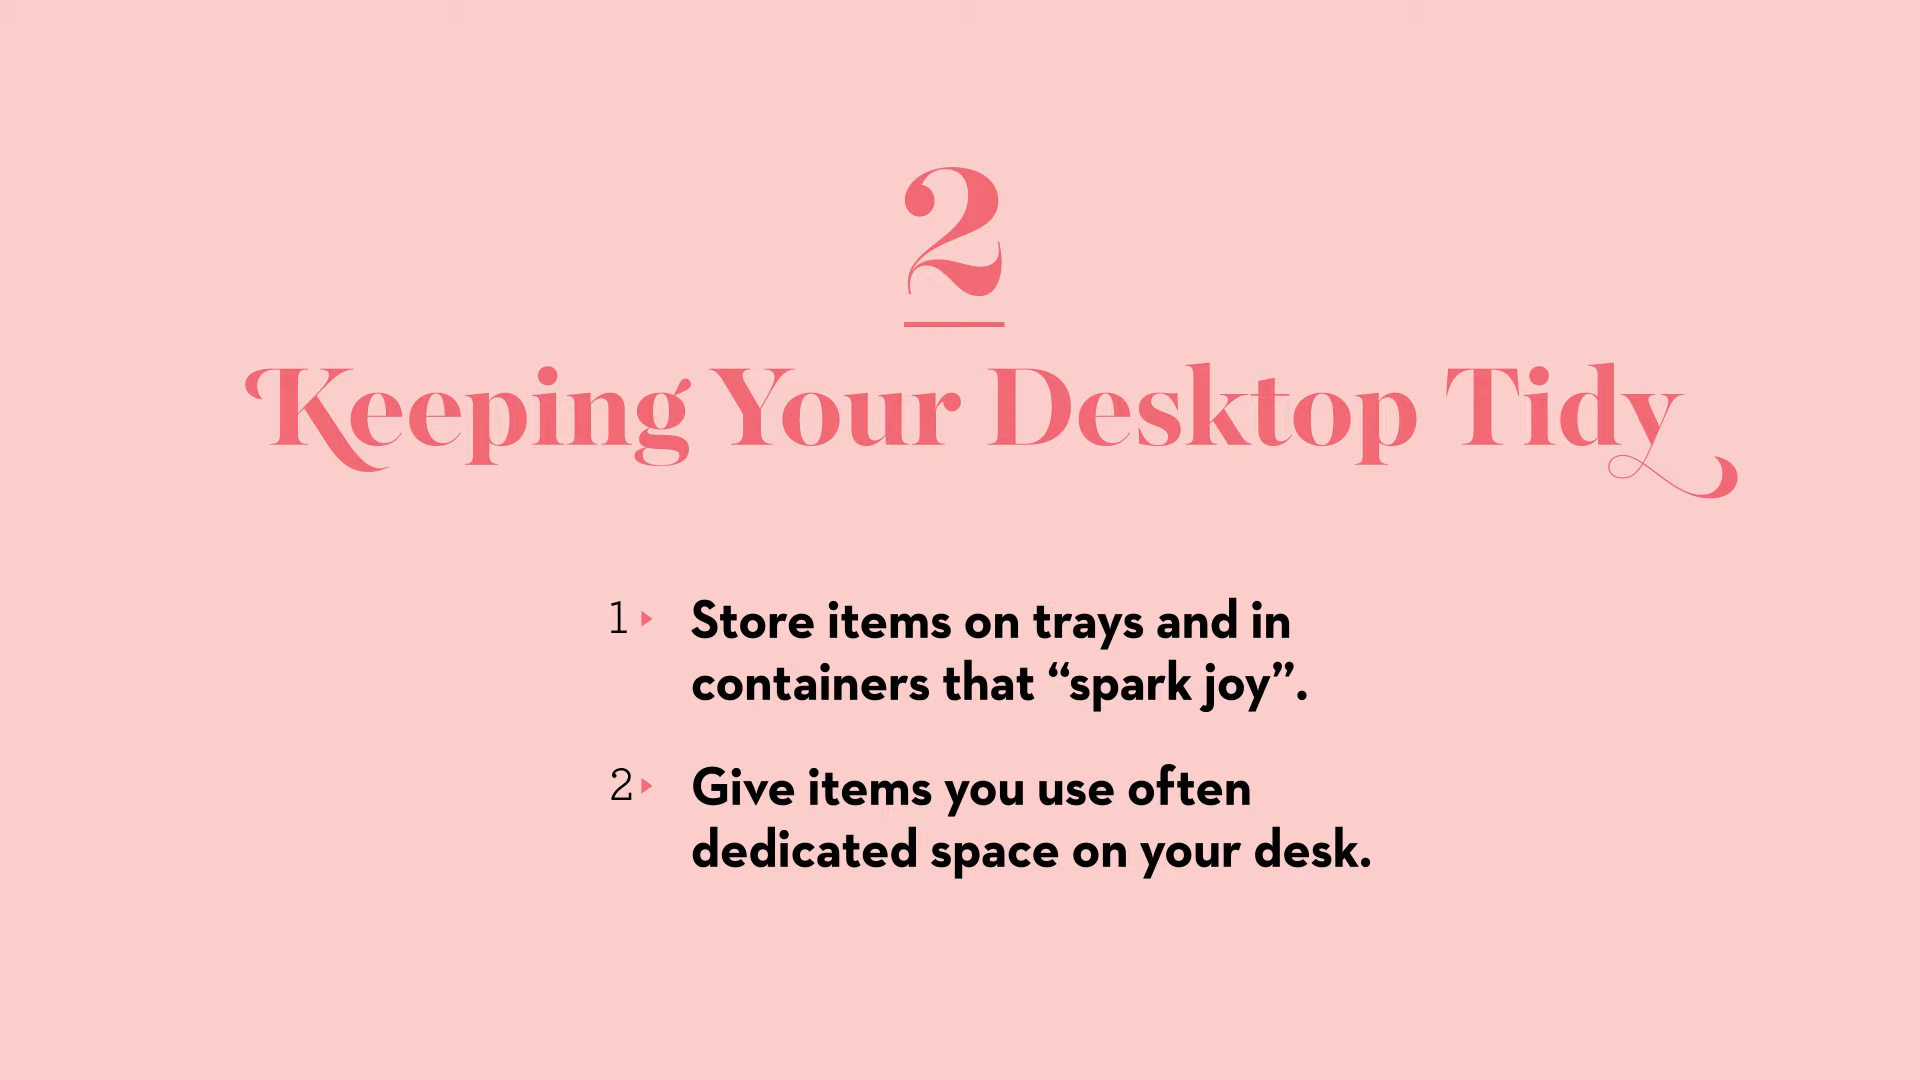 2
Keeping Your Desktop Tidy
1 Store items on trays and in
containers that “spark joy”.
2 Give items you use often
dedicated space on your desk.